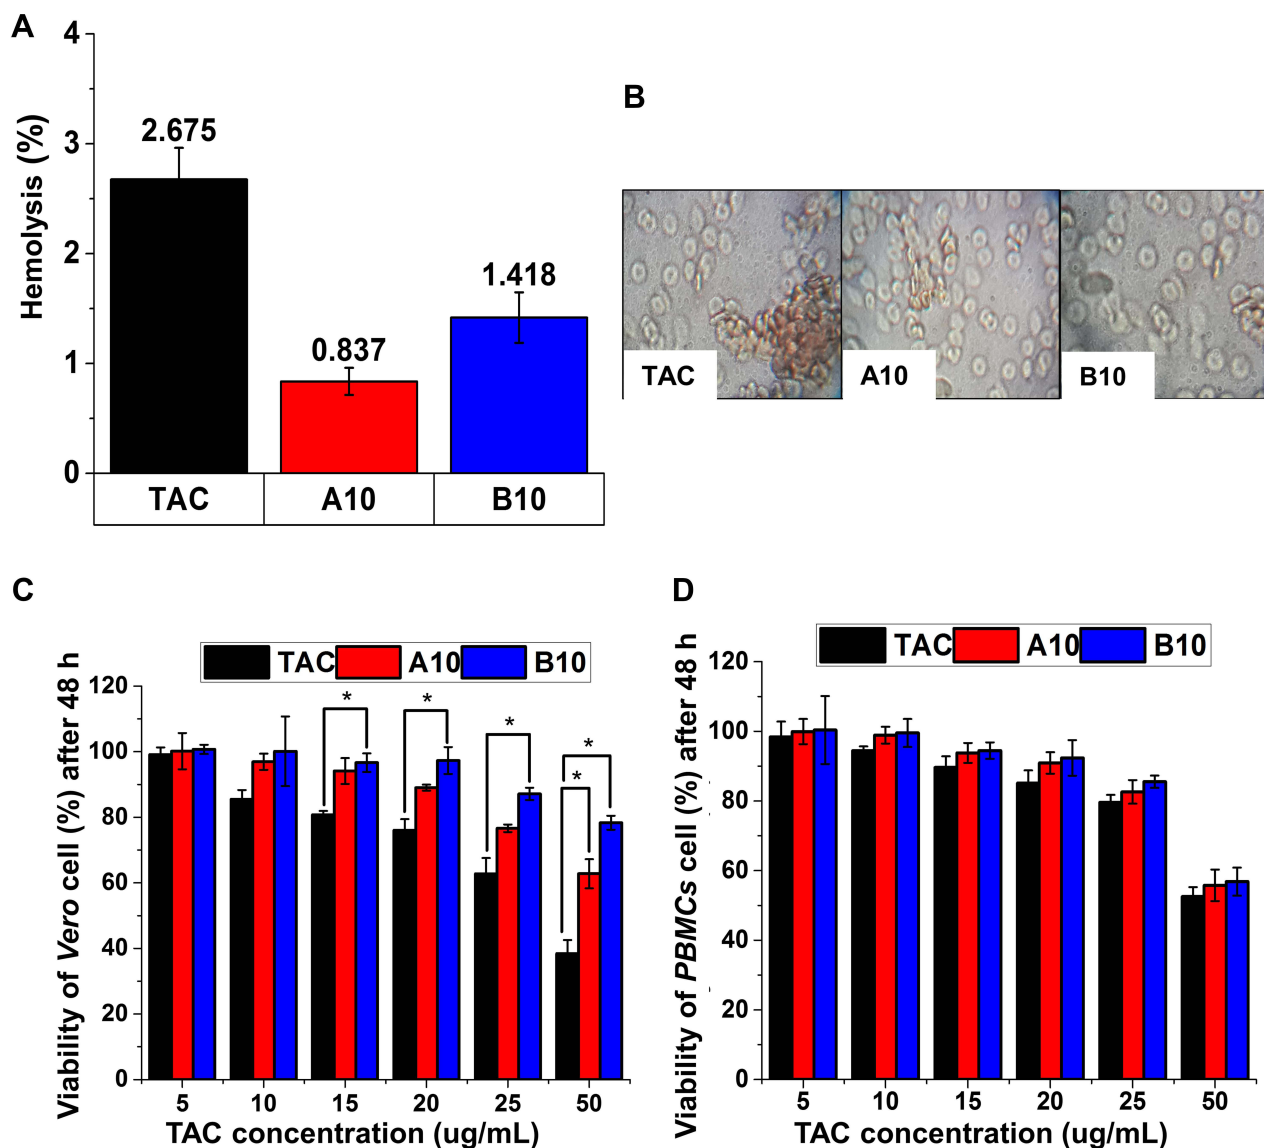 A
Hemolysis (%)
4
3
2
1
0
2.675
0.837
1.418
TAC A10 B10
B
TAC A10 B10
C
Viability of Vero cell (%) after 48 h
TAC A10 B10
120
100
80
60
40
20
0
* * * * *
5 10 15 20 25 50
TAC concentration (ug/mL)
D
Viability of PBMCs cell (%) after 48 h
TAC A10 B10
120
100
80
60
40
20
0
5 10 15 20 25 50
TAC concentration (ug/mL)